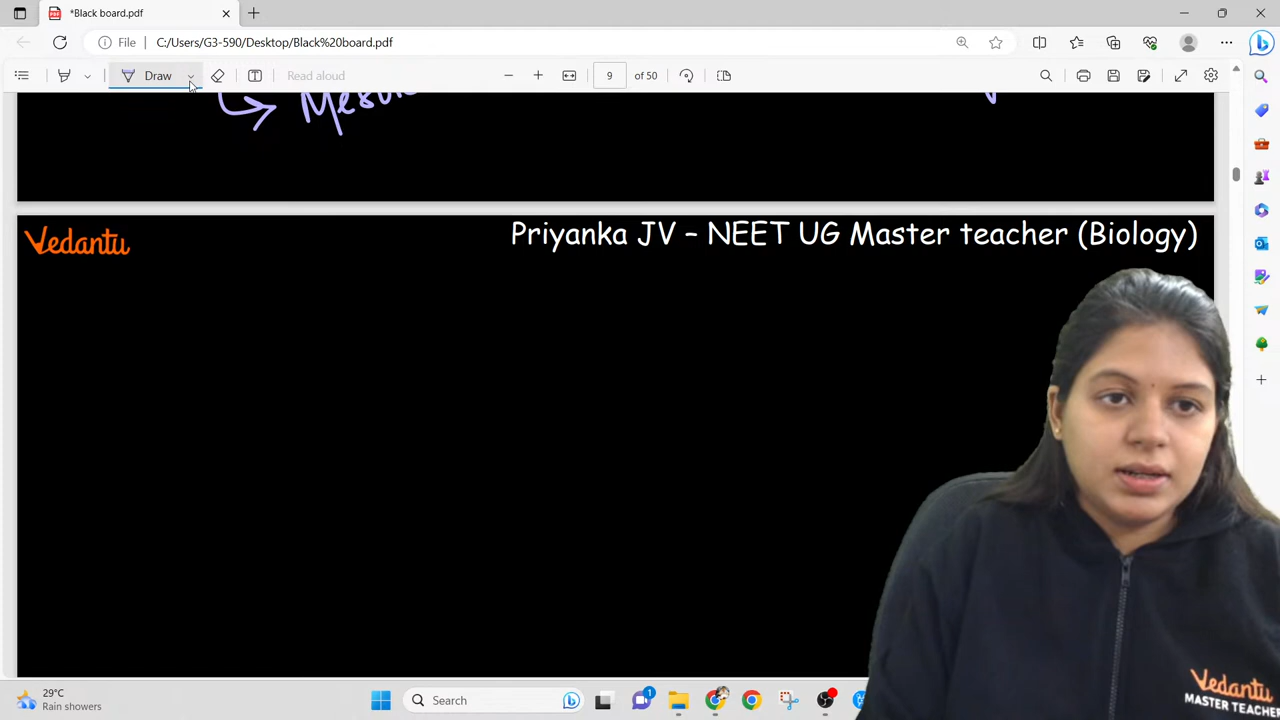 *Black board.pdf
File
C:/Users/G3-590/Desktop/Black%20board.pdf
Draw
Read aloud
9 of 50
Vedantu
Priyanka JV – NEET UG Master teacher (Biology)
Vedantu
MASTER TEACHER
29°C
Rain showers
Search
1